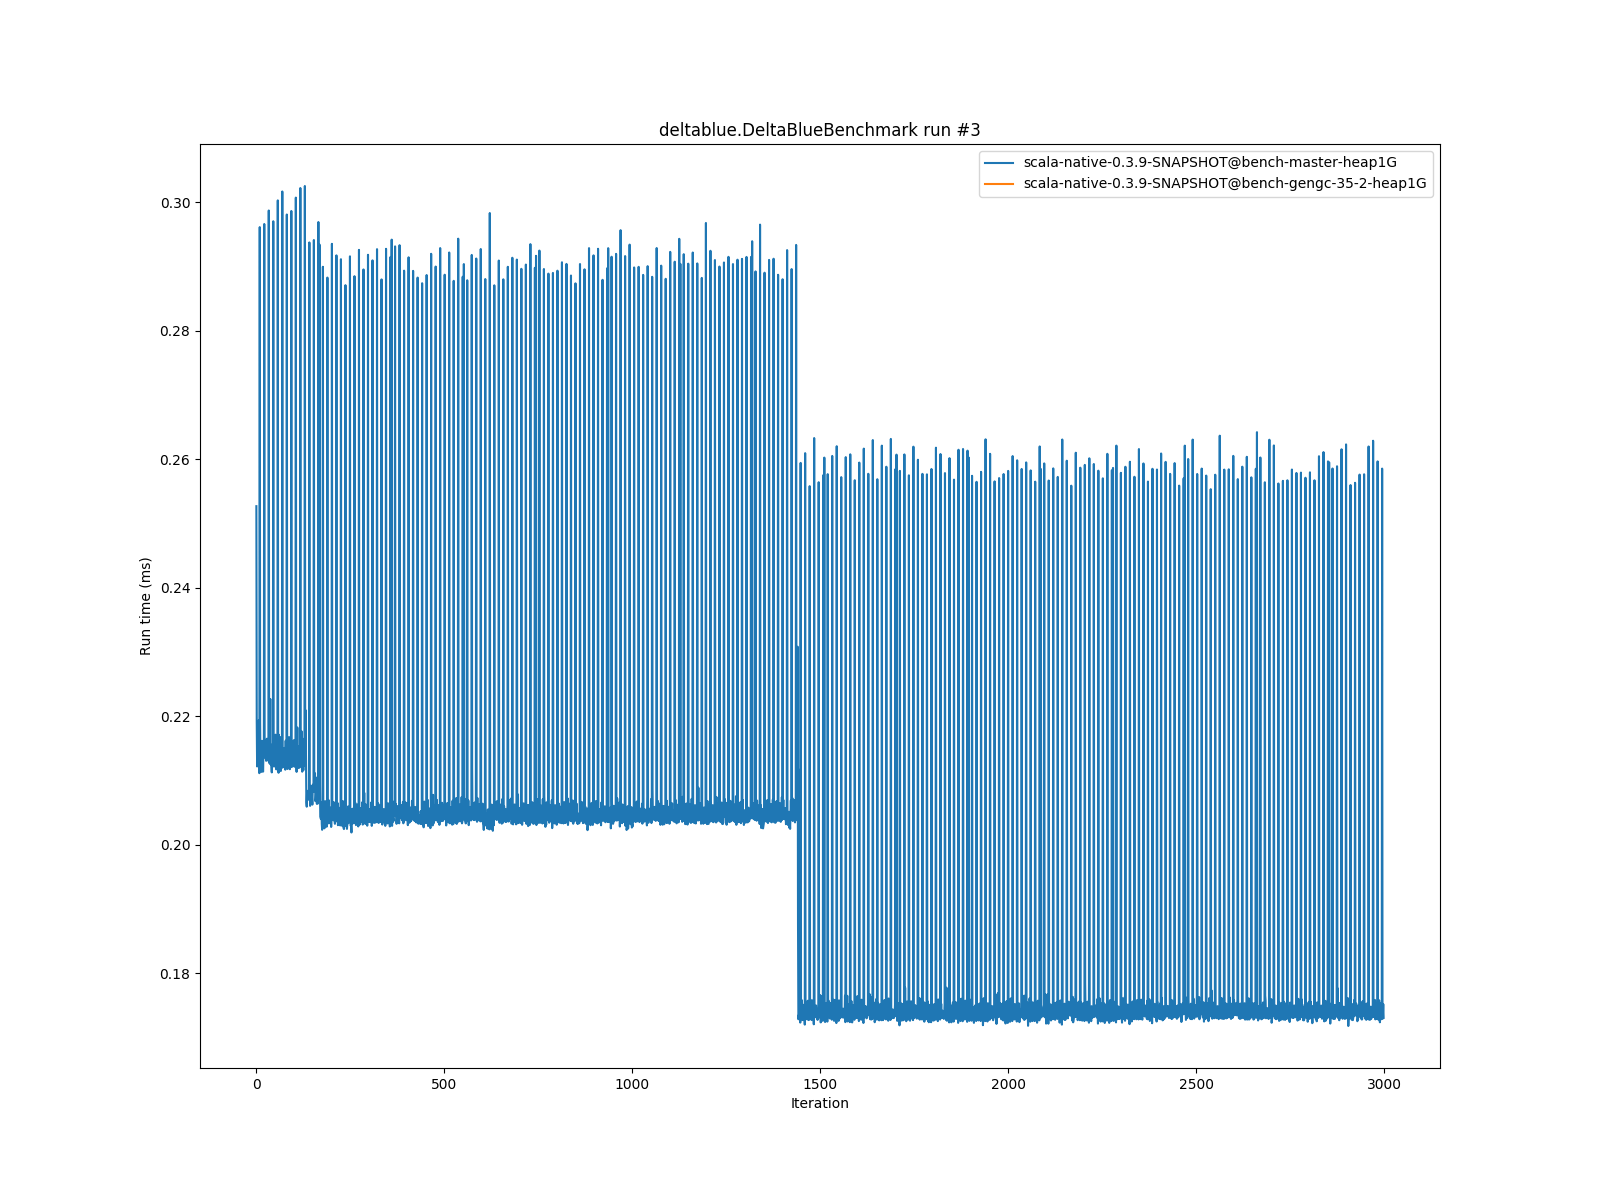 deltablue.DeltaBlueBenchmark run #3
scala-native-0.3.9-SNAPSHOT@bench-master-heap1G
scala-native-0.3.9-SNAPSHOT@bench-gengc-35-2-heap1G
0.30
0.28
0.26
0.24
0.22
0.20
0.18
Run time (ms)
0 500 1000 1500 2000 2500 3000
Iteration